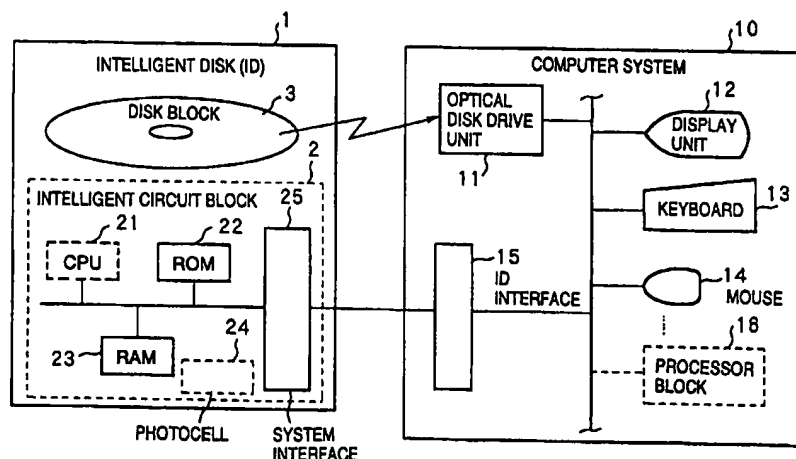 1
INTELLIGENT DISK (ID)
3
DISK BLOCK
2
INTELLIGENT CIRCUIT BLOCK
25
21
CPU
22
ROM
23
RAM
24
PHOTOCELL
SYSTEM
INTERFACE
10
COMPUTER SYSTEM
OPTICAL
DISK DRIVE
UNIT
11
12
DISPLAY
UNIT
KEYBOARD
13
15
ID
INTERFACE
14
MOUSE
18
PROCESSOR
BLOCK